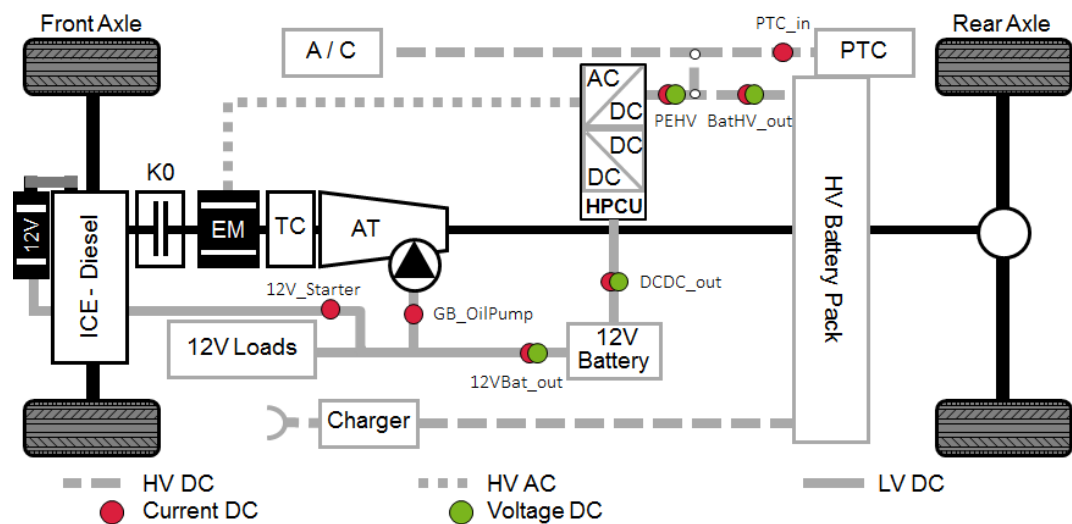 Front Axle
Rear Axle
PTC_in
A / C
PTC
AC
DC
PEHV
BatHV_out
DC
DC
HPCU
K0
12V
ICE - Diesel
EM
TC
AT
HV Battery Pack
12V_Starter
GB_OilPump
DCDC_out
12V Loads
12V
Battery
12VBat_out
Charger
HV DC
HV AC
LV DC
Current DC
Voltage DC